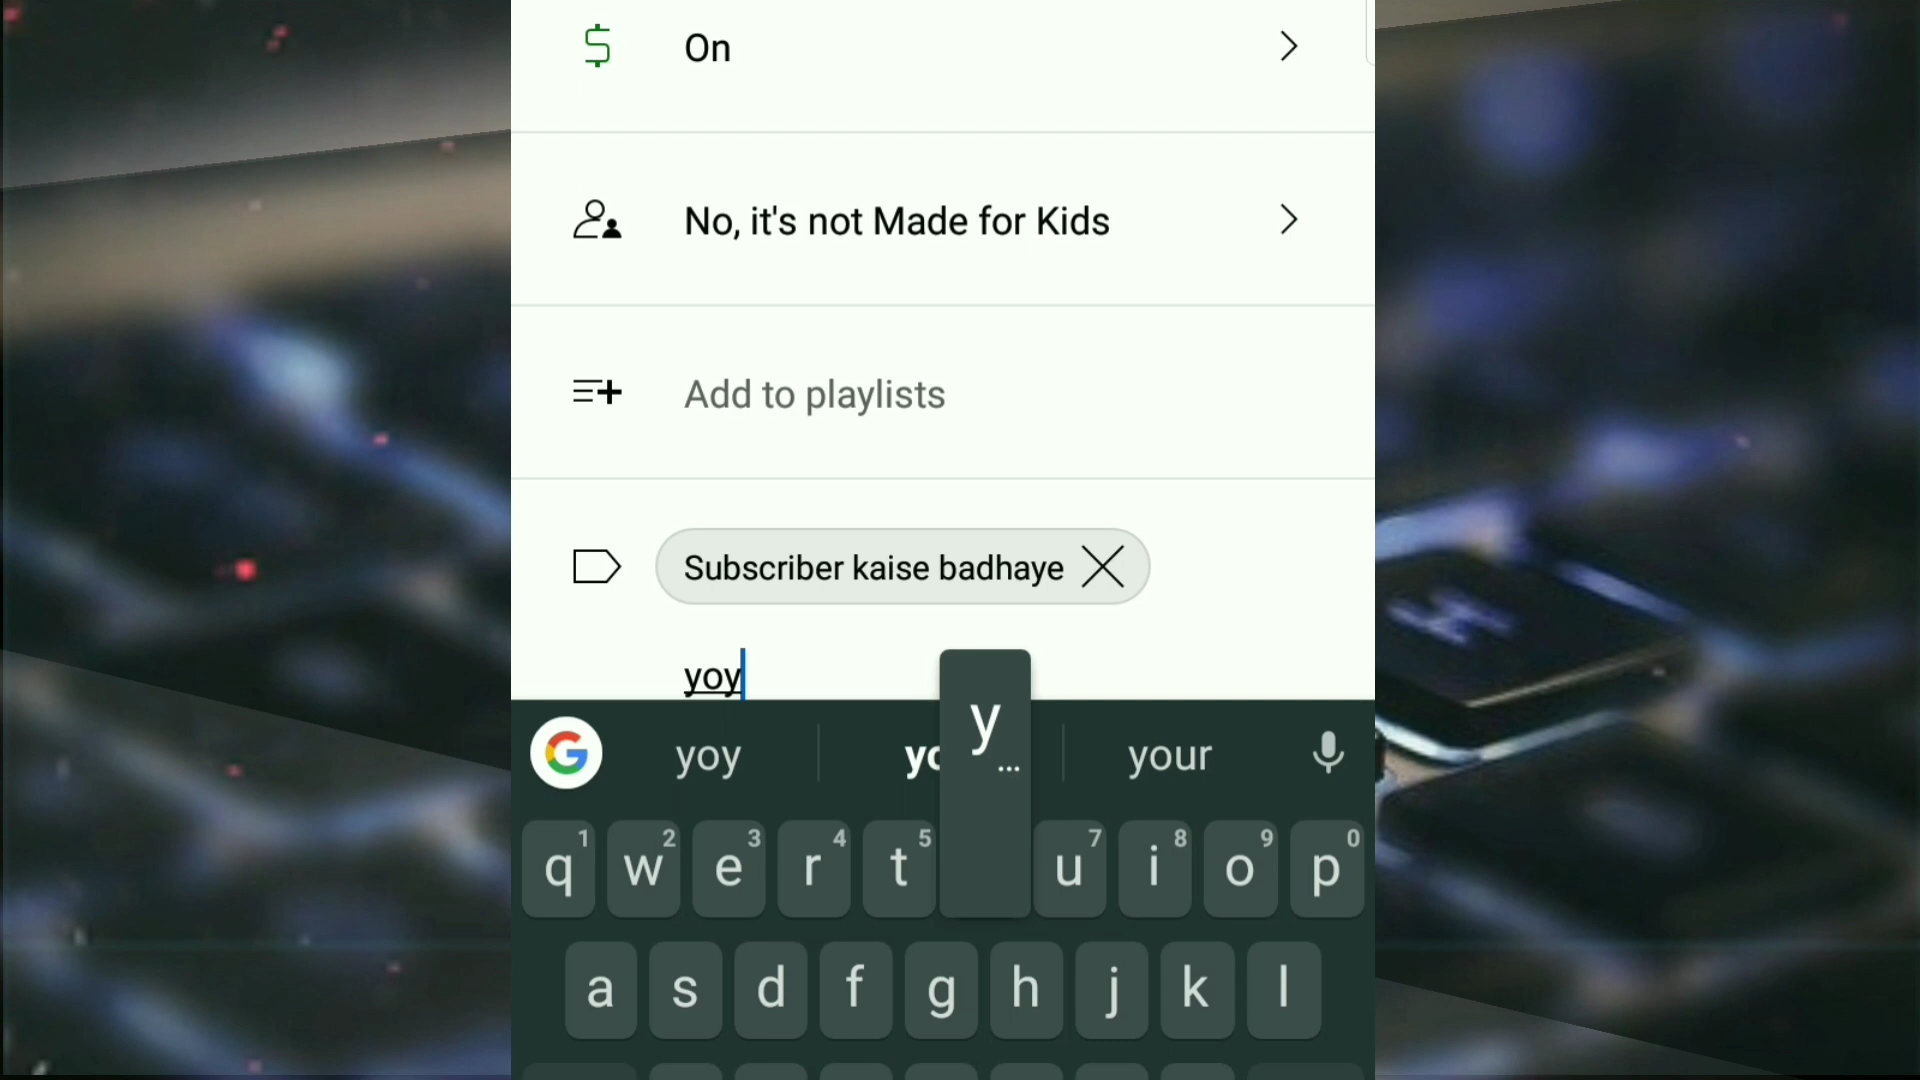 On
No, it's not Made for Kids
Add to playlists
Subscriber kaise badhaye
yoy
yoy your
y
...
q 1 w 2 e 3 r 4 t 5 u 7 i 8 o 9 p 0
a s d f g h j k l